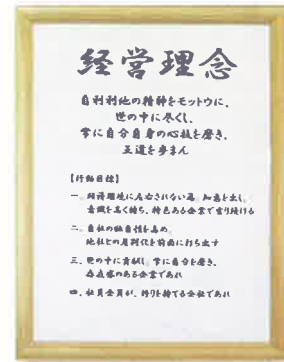 経営理念
自利利他の精神をモットウに、
世の中に尽くし、
常に自分自身の心技を磨き、
王道を歩まん
【行動目標】
一、経済環境に左右されない為、知恵を出し、
意識を高く持ち、特色ある企業で有り続ける
二、自社の独自性を高め、
他社との差別化を前面に打ち出す
三、世の中に貢献し、常に自分を磨き、
存在感のある企業であれ
四、社員全員が、誇りを持てる会社であれ